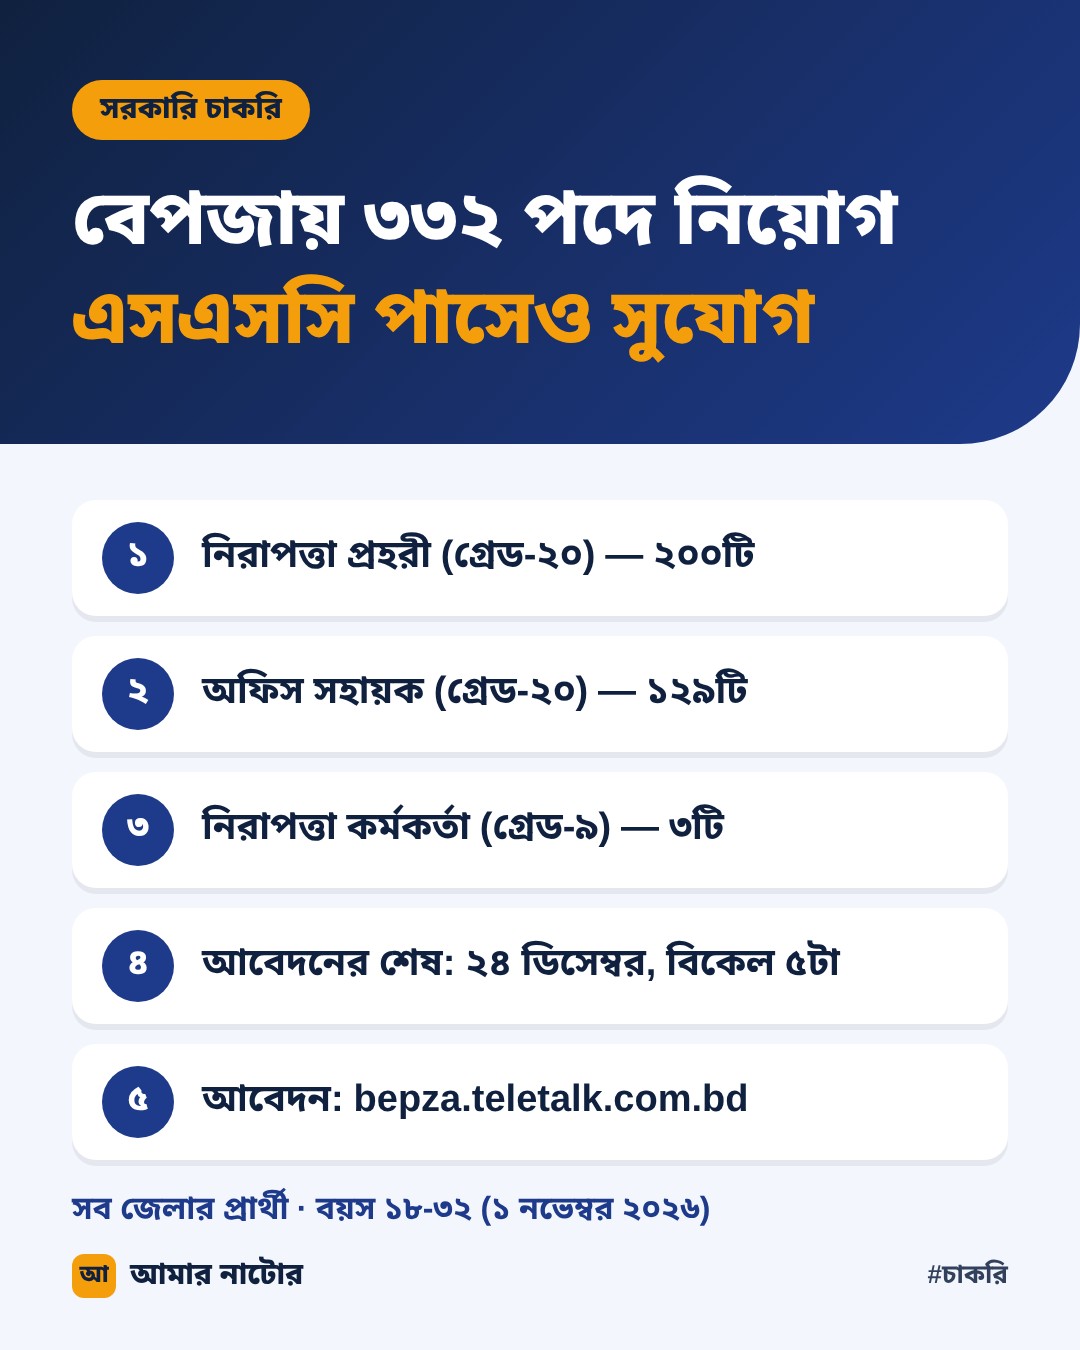 সরকারি চাকরি
বেপজায় ৩৩২ পদে নিয়োগ
এসএসসি পাসেও সুযোগ
১ নিরাপত্তা প্রহরী (গ্রেড-২০) — ২০০টি
২ অফিস সহায়ক (গ্রেড-২০) — ১২৯টি
৩ নিরাপত্তা কর্মকর্তা (গ্রেড-৯) — ৩টি
৪ আবেদনের শেষ: ২৪ ডিসেম্বর, বিকেল ৫টা
৫ আবেদন: bepza.teletalk.com.bd
সব জেলার প্রার্থী · বয়স ১৮-৩২ (১ নভেম্বর ২০২৬)
আ আমার নাটোর
#চাকরি